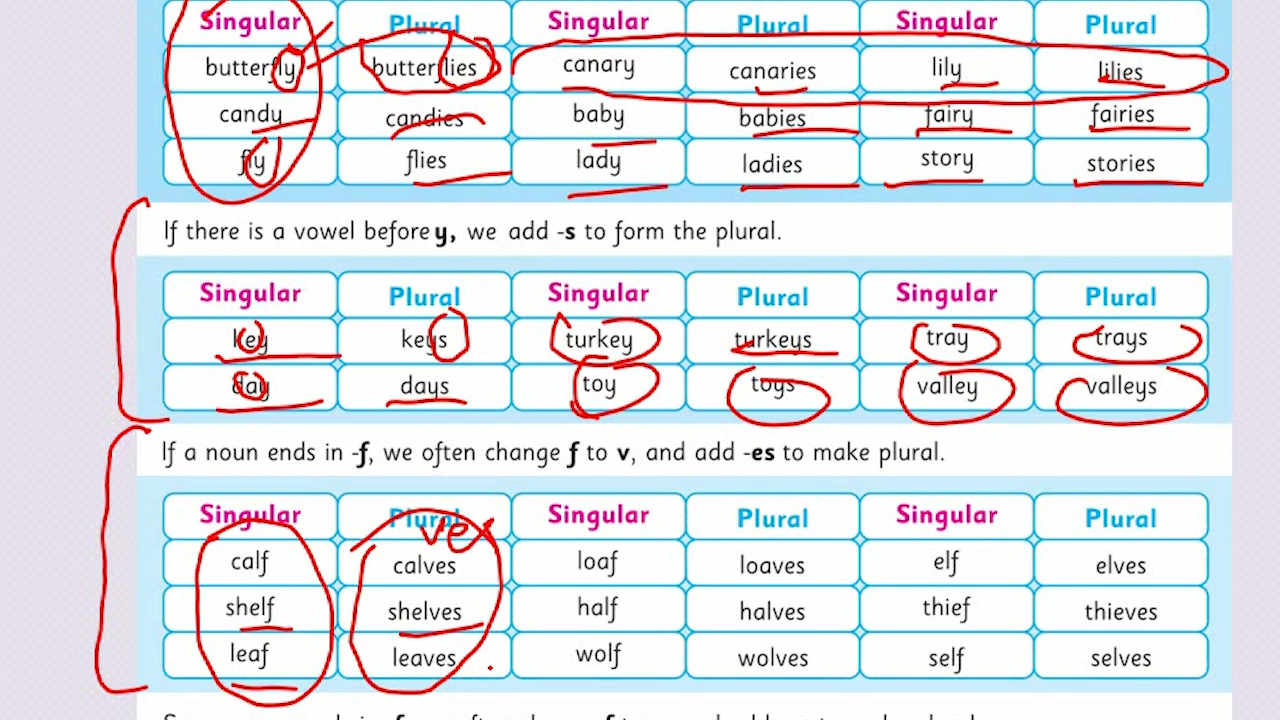 Singular Plural Singular Plural Singular Plural
butterfly butterflies canary canaries lily lilies
candy candies baby babies fairy fairies
fly flies lady ladies story stories
If there is a vowel before y, we add -s to form the plural.
Singular Plural Singular Plural Singular Plural
key keys turkey turkeys tray trays
day days toy toys valley valleys
If a noun ends in -f, we often change f to v, and add -es to make plural.
Singular Plural Singular Plural Singular Plural
ves
calf calves loaf loaves elf elves
shelf shelves half halves thief thieves
leaf leaves wolf wolves self selves